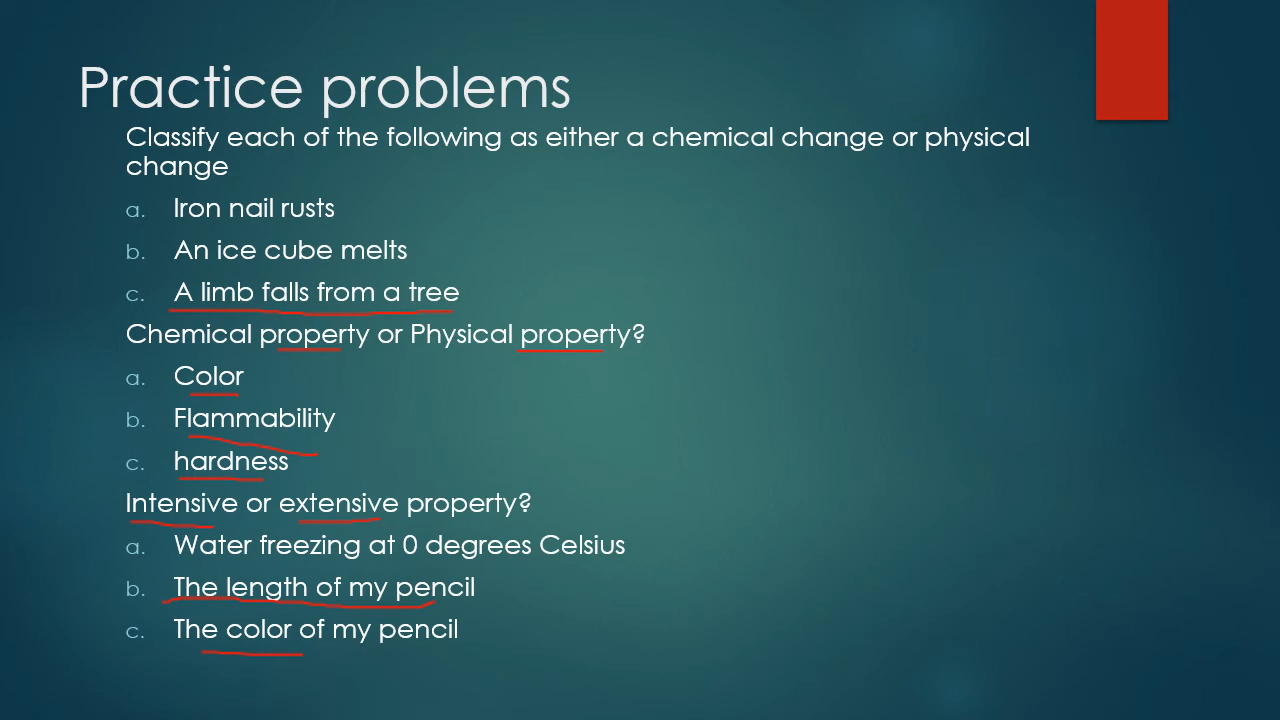 Practice problems
Classify each of the following as either a chemical change or physical
change
a. Iron nail rusts
b. An ice cube melts
c. A limb falls from a tree
Chemical property or Physical property?
a. Color
b. Flammability
c. hardness
Intensive or extensive property?
a. Water freezing at 0 degrees Celsius
b. The length of my pencil
c. The color of my pencil